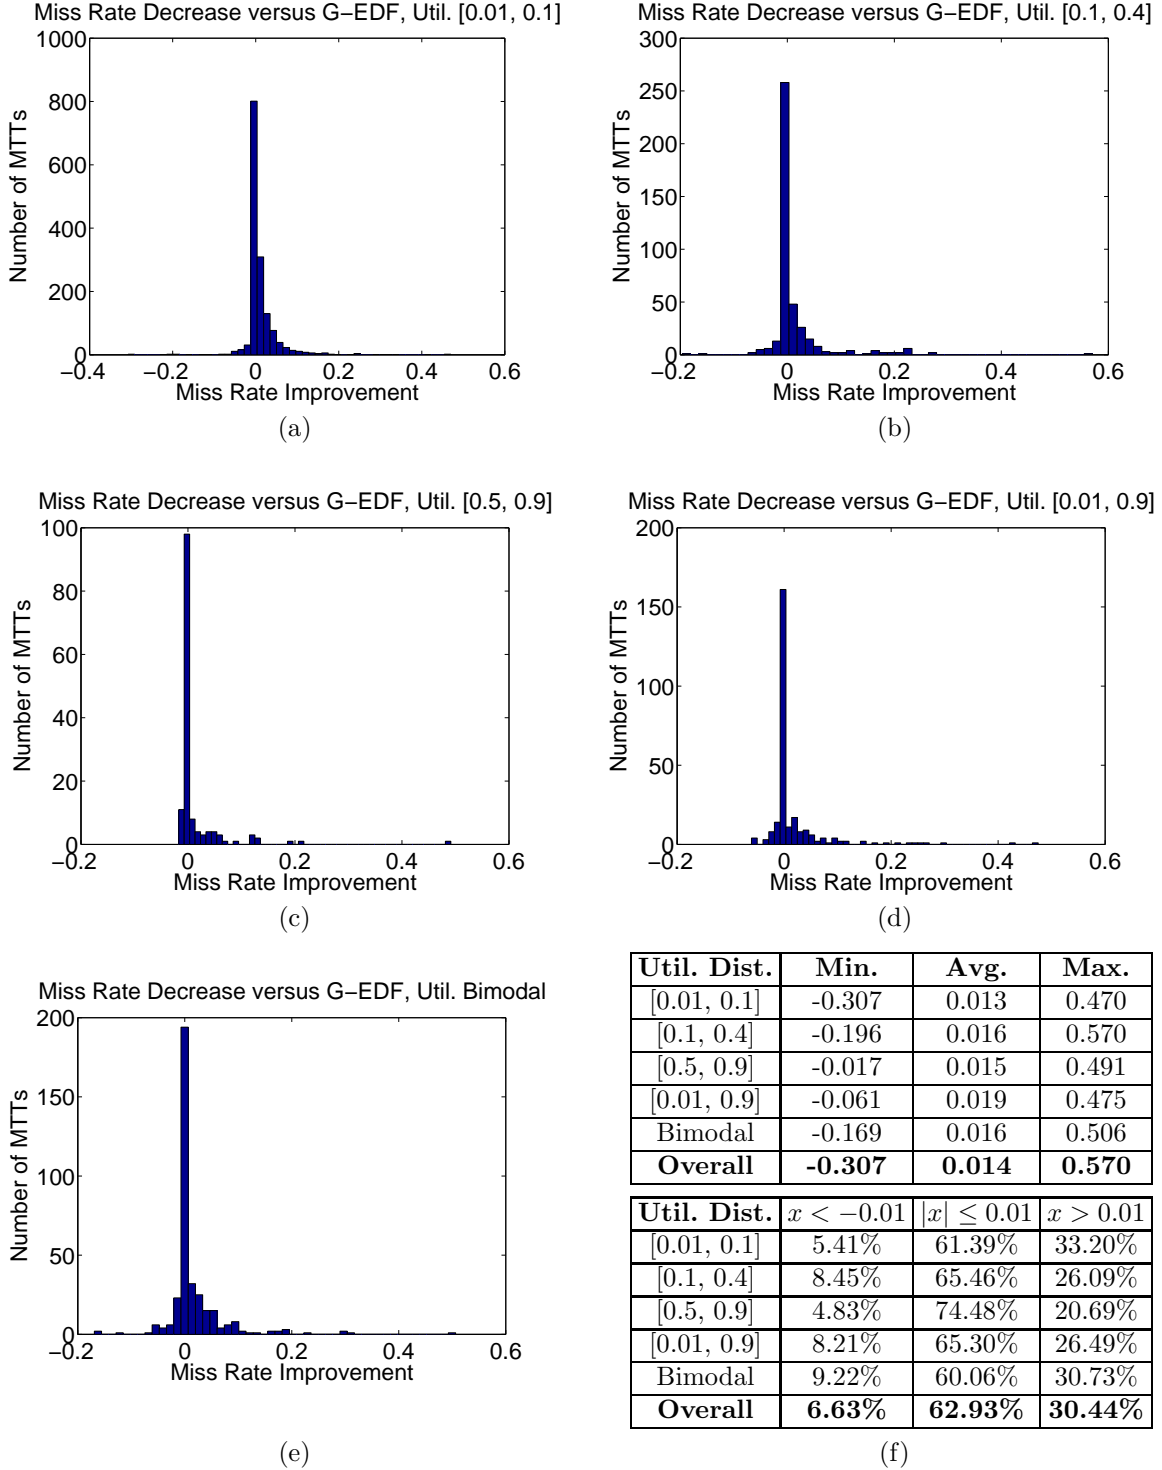 Miss Rate Decrease versus G−EDF, Util. [0.01, 0.1]
1000
800
600
400
200
0
Number of MTTs
−0.4 −0.2 0 0.2 0.4 0.6
Miss Rate Improvement
(a)
Miss Rate Decrease versus G−EDF, Util. [0.1, 0.4]
300
250
200
150
100
50
0
Number of MTTs
−0.2 0 0.2 0.4 0.6
Miss Rate Improvement
(b)
Miss Rate Decrease versus G−EDF, Util. [0.5, 0.9]
100
80
60
40
20
0
Number of MTTs
−0.2 0 0.2 0.4 0.6
Miss Rate Improvement
(c)
Miss Rate Decrease versus G−EDF, Util. [0.01, 0.9]
200
150
100
50
0
Number of MTTs
−0.2 0 0.2 0.4 0.6
Miss Rate Improvement
(d)
Miss Rate Decrease versus G−EDF, Util. Bimodal
200
150
100
50
0
Number of MTTs
−0.2 0 0.2 0.4 0.6
Miss Rate Improvement
(e)
Util. Dist. Min. Avg. Max.
[0.01, 0.1] -0.307 0.013 0.470
[0.1, 0.4] -0.196 0.016 0.570
[0.5, 0.9] -0.017 0.015 0.491
[0.01, 0.9] -0.061 0.019 0.475
Bimodal -0.169 0.016 0.506
Overall -0.307 0.014 0.570
Util. Dist. x < −0.01 |x| ≤ 0.01 x > 0.01
[0.01, 0.1] 5.41% 61.39% 33.20%
[0.1, 0.4] 8.45% 65.46% 26.09%
[0.5, 0.9] 4.83% 74.48% 20.69%
[0.01, 0.9] 8.21% 65.30% 26.49%
Bimodal 9.22% 60.06% 30.73%
Overall 6.63% 62.93% 30.44%
(f)